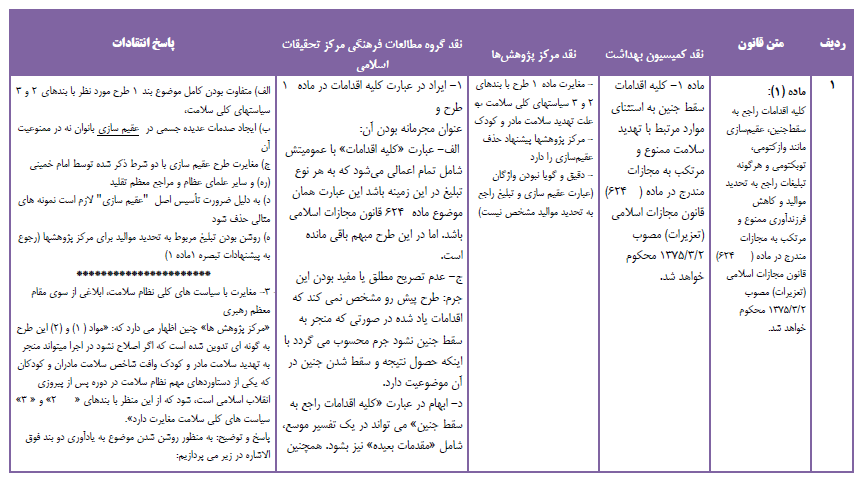 ردیف
متن قانون
نقد کمیسیون بهداشت
نقد مرکز پژوهش‌ها
نقد گروه مطالعات فرهنگی مرکز تحقیقات
اسلامی
پاسخ انتقادات
۱
ماده (۱):
کلیه اقدامات راجع به
سقط‌جنین، عقیم‌سازی
مانند وازکتومی،
توبکتومی و هرگونه
تبلیغات راجع به تحدید
موالید و کاهش
فرزندآوری ممنوع و
مرتکب به مجازات
مندرج در ماده (۶۲۴)
قانون مجازات اسلامی
(تعزیرات) مصوب
۱۳۷۵/۳/۲ محکوم
خواهد شد.
ماده ۱- کلیه اقدامات
سقط جنین به استثنای
موارد مرتبط با تهدید
سلامت ممنوع و
مرتکب به مجازات
مندرج در ماده (۶۲۴)
قانون مجازات اسلامی
(تعزیرات) مصوب
۱۳۷۵/۳/۲ محکوم
خواهد شد.
- مغایرت ماده ۱ طرح با بندهای
۲ و ۳ سیاستهای کلی سلامت به
علت تهدید سلامت مادر و کودک
- مرکز پژوهشها پیشنهاد حذف
عقیم‌سازی را دارد
- دقیق و گویا نبودن واژگان
(عبارت عقیم سازی و تبلیغ راجع
به تحدید موالید مشخص نیست)
۱- ایراد در عبارت کلیه اقدامات در ماده ۱
طرح و
عنوان مجرمانه بودن آن:
الف- عبارت «کلیه اقدامات» با عمومیتش
شامل تمام اعمالی می‌شود که به هر نوع
تبلیغ در این زمینه باشد این عبارت همان
موضوع ماده ۶۲۴ قانون مجازات اسلامی
باشد. اما در این طرح مبهم باقی مانده
است.
ج- عدم تصریح مطلق یا مفید بودن این
جرم: طرح پیش رو مشخص نمی کند که
اقدامات یاد شده در صورتی که منجر به
سقط جنین نشود جرم محسوب می گردد با
اینکه حصول نتیجه و سقط شدن جنین در
آن موضوعیت دارد.
د- ابهام در عبارت «کلیه اقدامات راجع به
سقط جنین» می تواند در یک تفسیر موسع،
شامل «مقدمات بعیده» نیز بشود. همچنین
الف) متفاوت بودن کامل موضوع بند ۱ طرح مورد نظر با بندهای ۲ و ۳
سیاستهای کلی سلامت،
ب) ایجاد صدمات عدیده جسمی در عقیم سازی بانوان نه در ممنوعیت
آن
ج) مغایرت طرح عقیم سازی با دو شرط ذکر شده توسط امام خمینی
(ره) و سایر علمای عظام و مراجع معظم تقلید
د) به دلیل ضرورت تأسیس اصل "عقیم سازی" لازم است نمونه های
مثالی حذف شود
ه) روشن بودن تبلیغ مربوط به تحدید موالید برای مرکز پژوهشها (رجوع
به پیشنهادات تبصره ۱ماده ۱)
**********************
۳- مغایرت با سیاست های کلی نظام سلامت، ابلاغی از سوی مقام
معظم رهبری
«مرکز پژوهش ها» چنین اظهار می دارد که: «مواد (۱) و (۲) این طرح
به گونه ای تدوین شده است که اگر اصلاح نشود در اجرا میتواند منجر
به تهدید سلامت مادر و کودک وافت شاخص سلامت مادران و کودکان
که یکی از دستاوردهای مهم نظام سلامت در دوره پس از پیروزی
انقلاب اسلامی است، شود که از این منظر با بندهای «۲» و «۳»
سیاست های کلی سلامت مغایرت دارد».
پاسخ و توضیح: به منظور روشن شدن موضوع به یادآوری دو بند فوق
الاشاره در زیر می پردازیم: